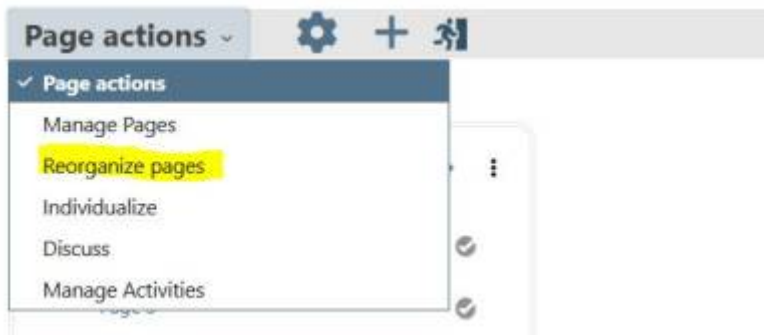 Page actions
Page actions
Manage Pages
Reorganize pages
Individualize
Discuss
Manage Activities